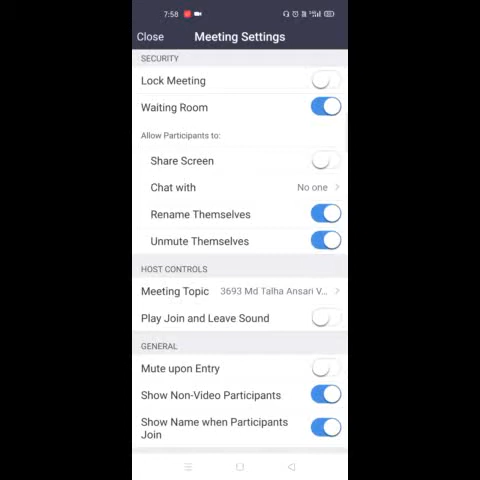 7:58
Close Meeting Settings
SECURITY
Lock Meeting
Waiting Room
Allow Participants to:
Share Screen
Chat with No one
Rename Themselves
Unmute Themselves
HOST CONTROLS
Meeting Topic 3693 Md Talha Ansari V...
Play Join and Leave Sound
GENERAL
Mute upon Entry
Show Non-Video Participants
Show Name when Participants
Join